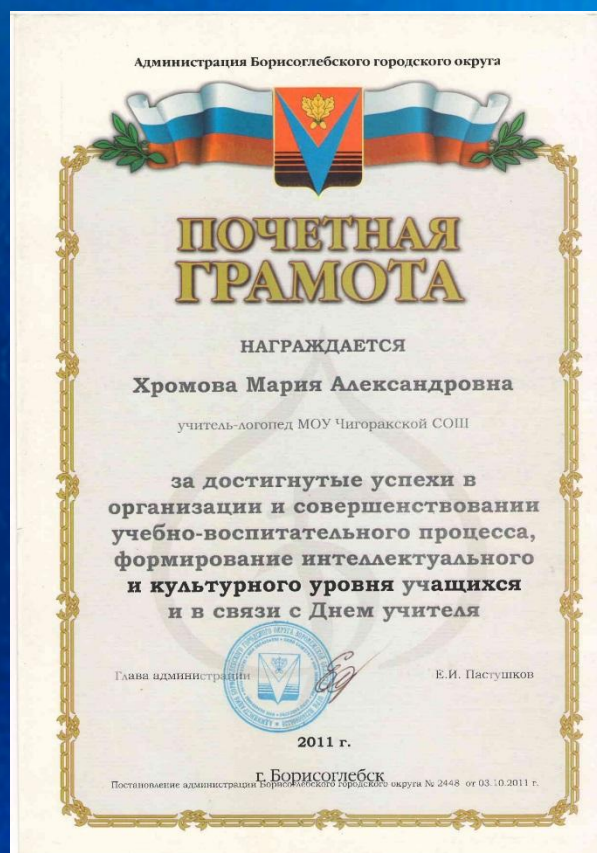 Администрация Борисоглебского городского округа
ПОЧЕТНАЯ
ГРАМОТА
НАГРАЖДАЕТСЯ
Хромова Мария Александровна
учитель-логопед МОУ Чигоракской СОШ
за достигнутые успехи в
организации и совершенствовании
учебно-воспитательного процесса,
формирование интеллектуального
и культурного уровня учащихся
и в связи с Днем учителя
Глава администрации Е.И. Пастушков
2011 г.
г. Борисоглебск
Постановление администрации Борисоглебского городского округи № 2448 от 03.10.2011 г.